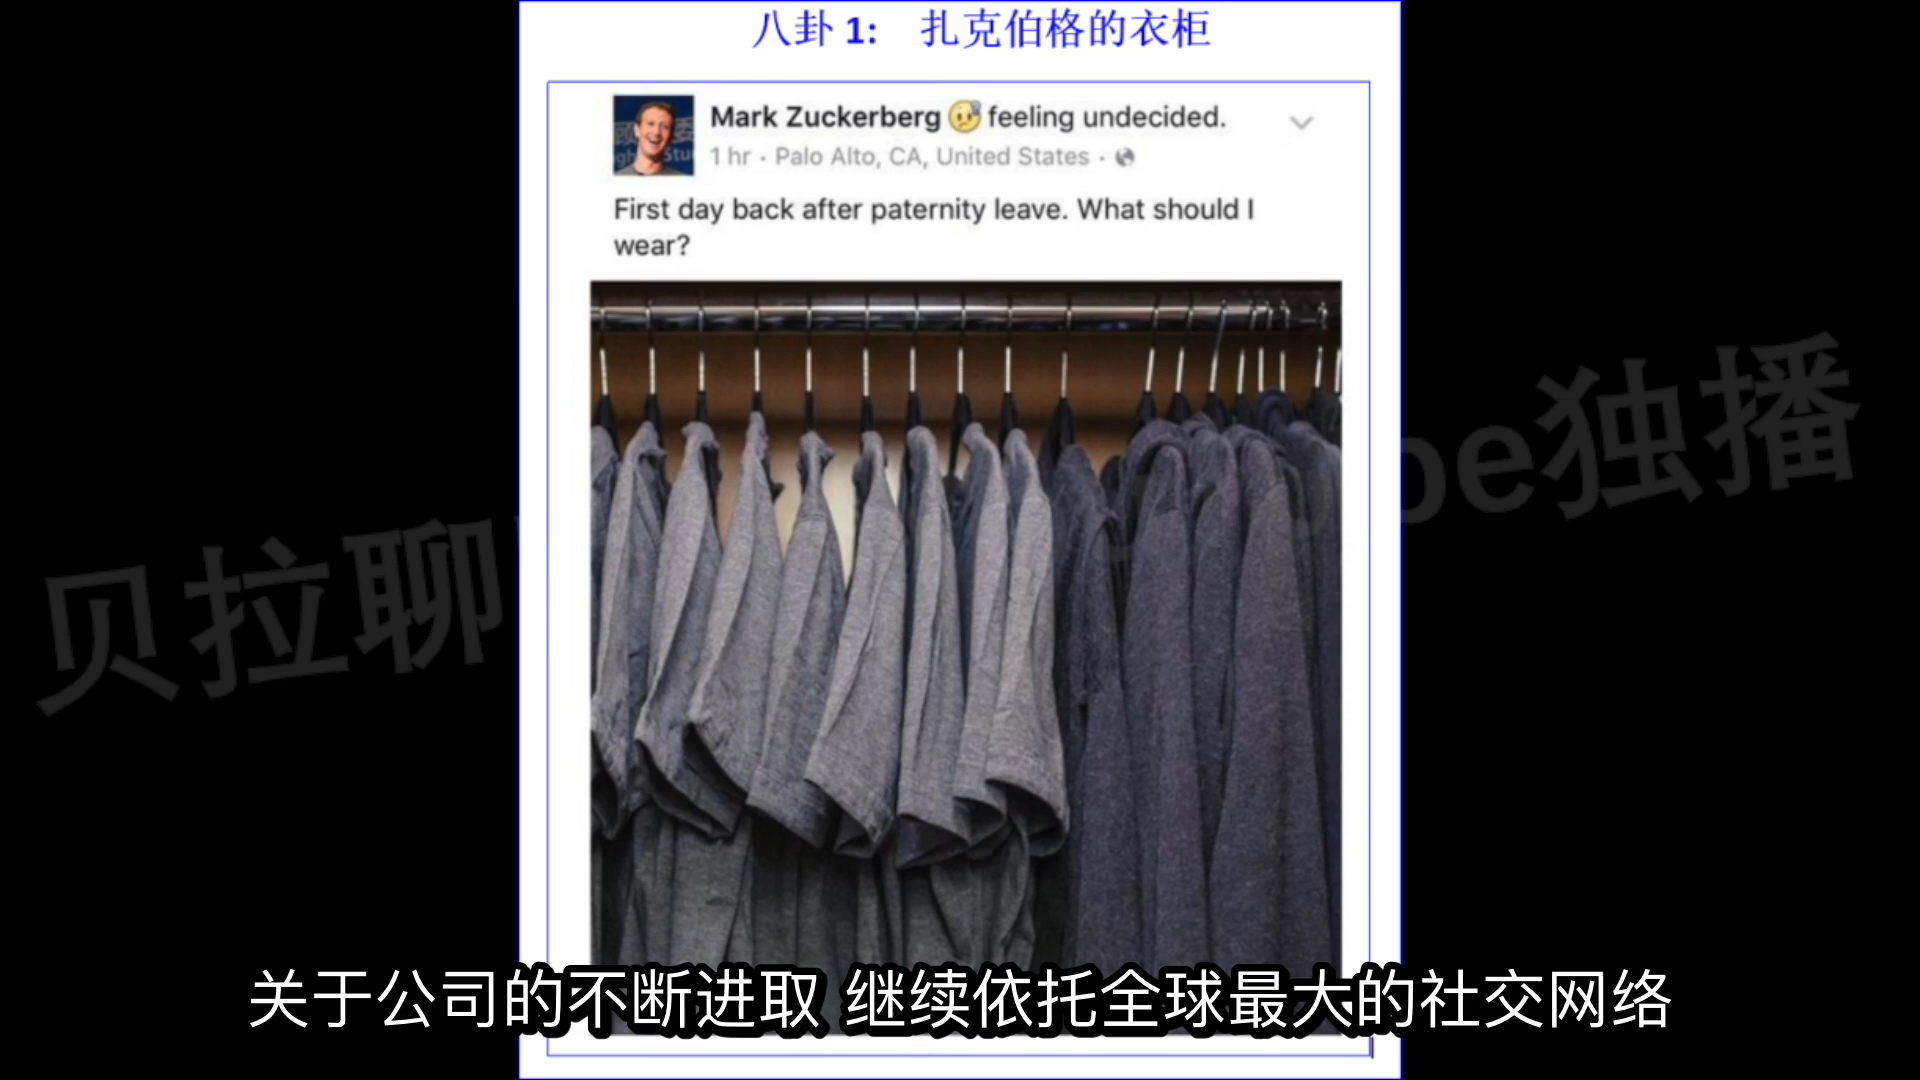 八卦 1: 扎克伯格的衣柜
Mark Zuckerberg feeling undecided.
1 hr · Palo Alto, CA, United States ·
First day back after paternity leave. What should I
wear?
贝拉聊
be独播
关于公司的不断进取 继续依托全球最大的社交网络